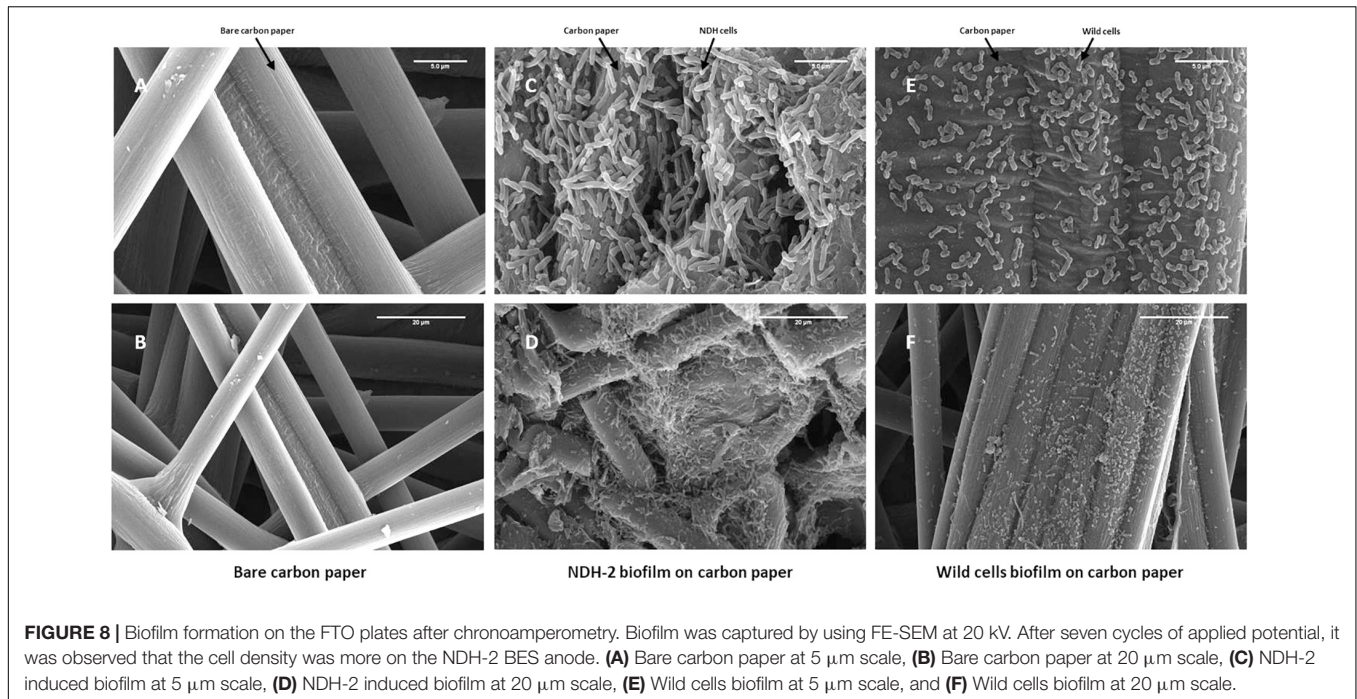 Bare carbon paper
Carbon paper
NDH cells
Carbon paper
Wild cells
A
5.0 µm
C
5.0 µm
E
5.0 µm
B
20 µm
D
20 µm
F
20 µm
Bare carbon paper
NDH-2 biofilm on carbon paper
Wild cells biofilm on carbon paper
FIGURE 8 | Biofilm formation on the FTO plates after chronoamperometry. Biofilm was captured by using FE-SEM at 20 kV. After seven cycles of applied potential, it
was observed that the cell density was more on the NDH-2 BES anode. (A) Bare carbon paper at 5 µm scale, (B) Bare carbon paper at 20 µm scale, (C) NDH-2
induced biofilm at 5 µm scale, (D) NDH-2 induced biofilm at 20 µm scale, (E) Wild cells biofilm at 5 µm scale, and (F) Wild cells biofilm at 20 µm scale.